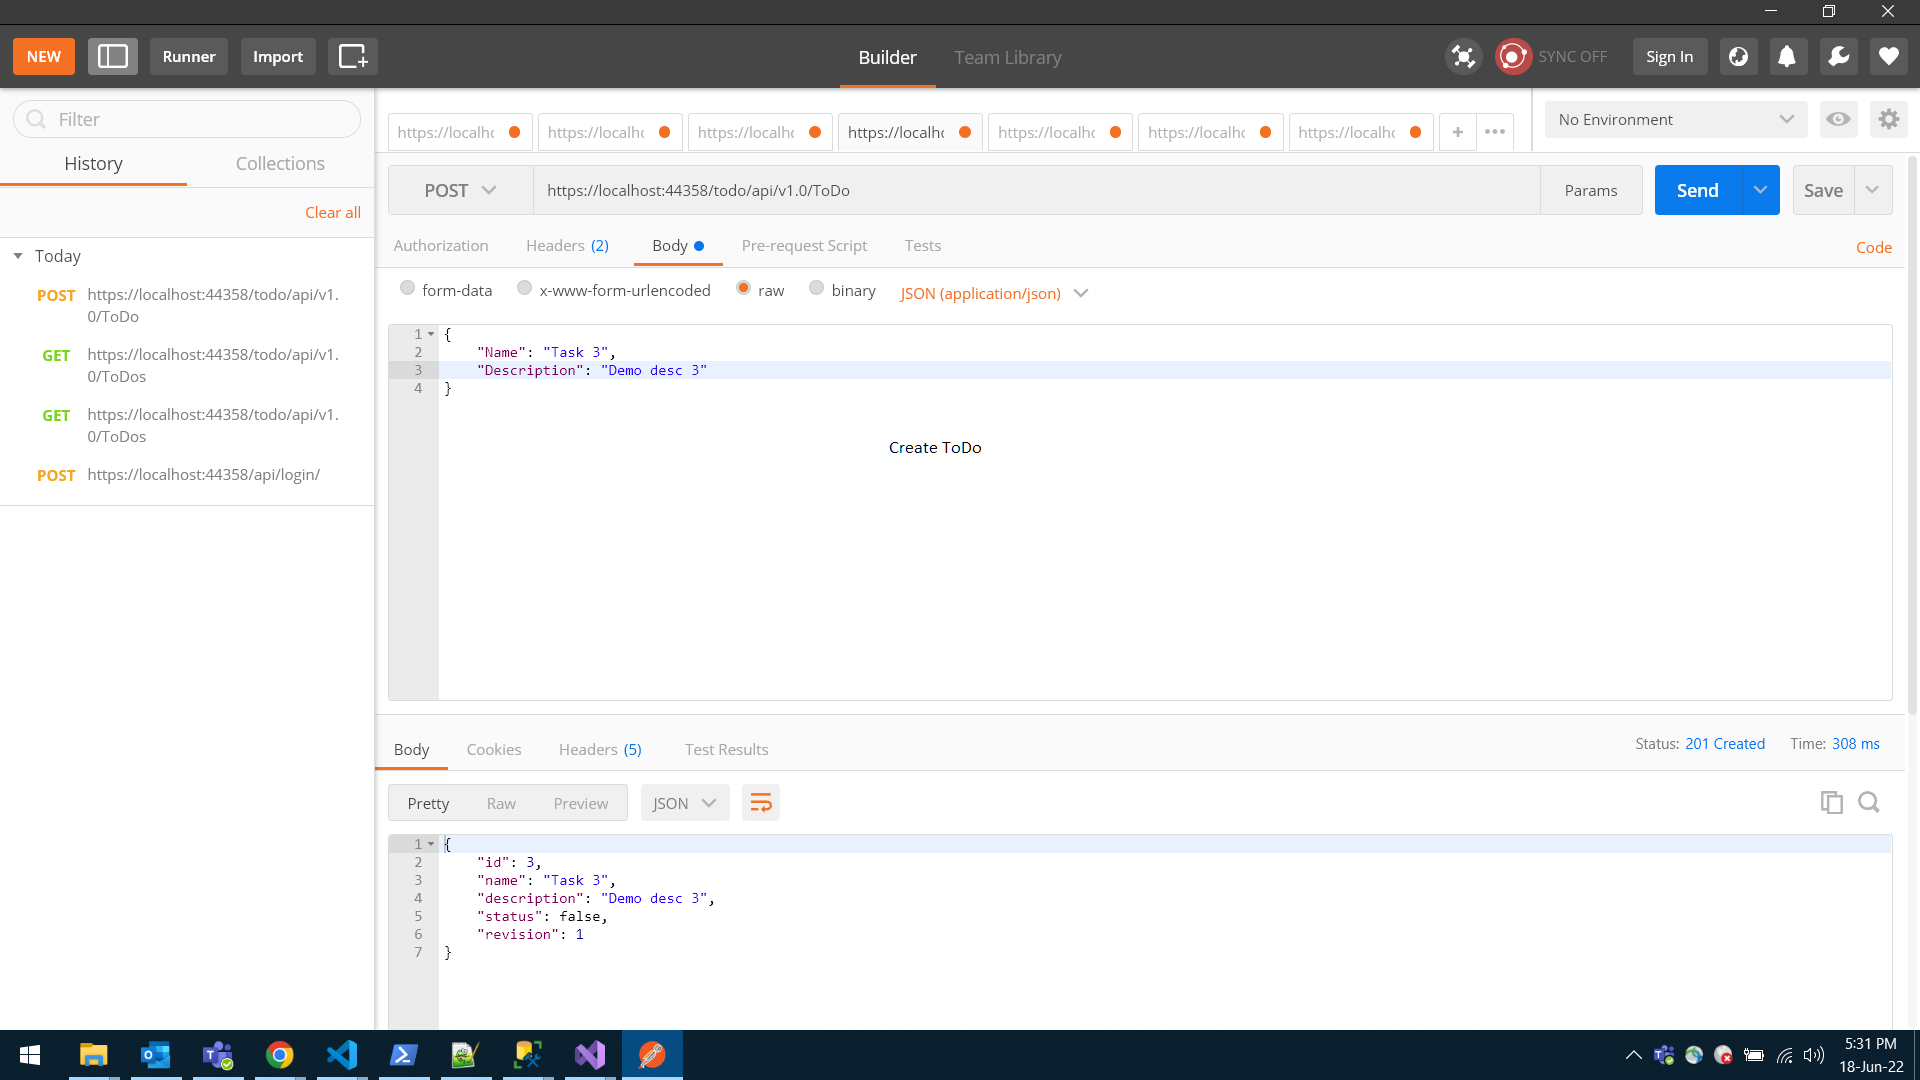 NEW
Runner
Import
Builder
Team Library
SYNC OFF
Sign In
Filter
History
Collections
Clear all
Today
POST https://localhost:44358/todo/api/v1.
0/ToDo
GET https://localhost:44358/todo/api/v1.
0/ToDos
GET https://localhost:44358/todo/api/v1.
0/ToDos
POST https://localhost:44358/api/login/
https://localhc https://localhc https://localhc https://localhc https://localhc https://localhc https://localhc + •••
No Environment
POST https://localhost:44358/todo/api/v1.0/ToDo Params Send Save
Authorization Headers (2) Body Pre-request Script Tests Code
form-data x-www-form-urlencoded raw binary JSON (application/json)
1 {
2 "Name": "Task 3",
3 "Description": "Demo desc 3"
4 }
Create ToDo
Body Cookies Headers (5) Test Results Status: 201 Created Time: 308 ms
Pretty Raw Preview JSON
1 {
2 "id": 3,
3 "name": "Task 3",
4 "description": "Demo desc 3",
5 "status": false,
6 "revision": 1
7 }
5:31 PM
18-Jun-22